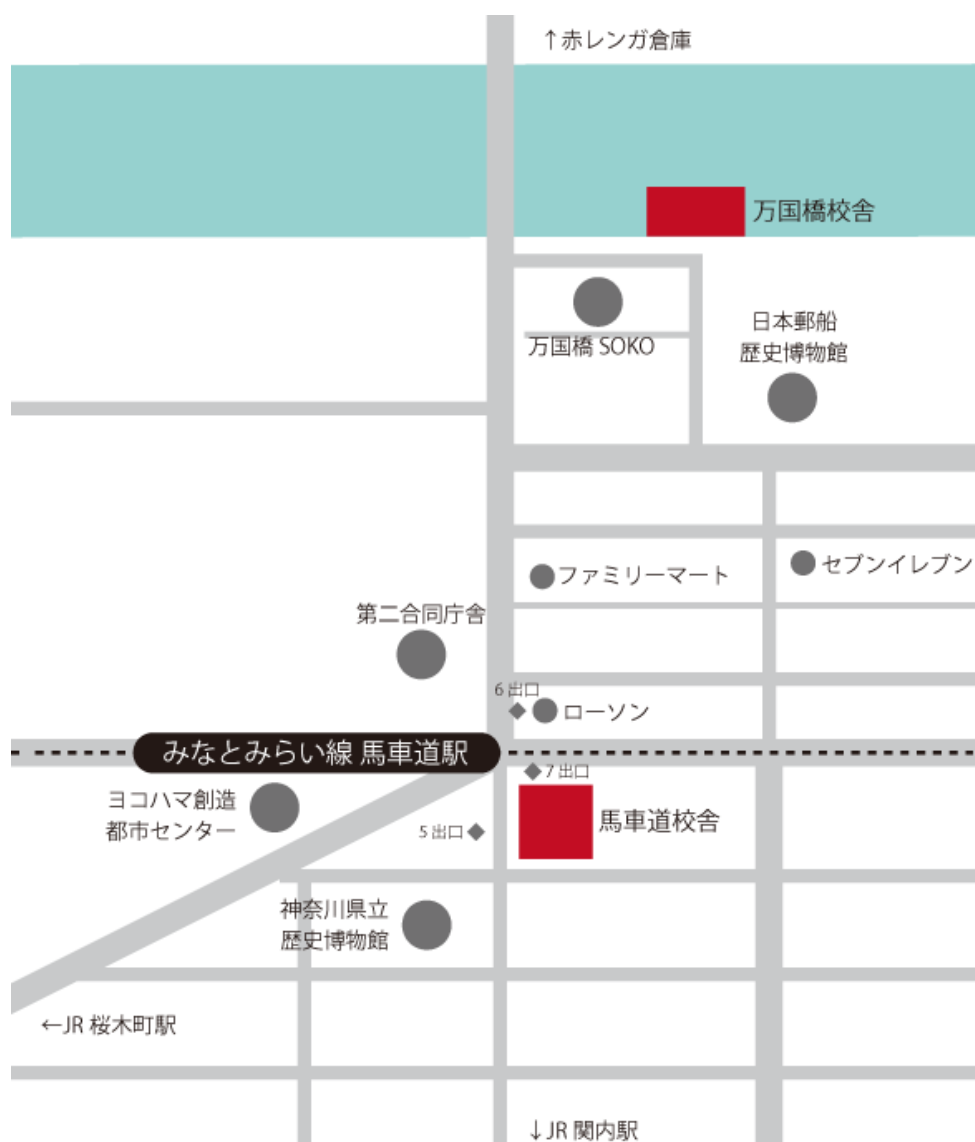 ↑赤レンガ倉庫
万国橋校舎
万国橋 SOKO
日本郵船
歴史博物館
ファミリーマート
セブンイレブン
第二合同庁舎
6 出口
ローソン
みなとみらい線 馬車道駅
7 出口
ヨコハマ創造
都市センター
5 出口
馬車道校舎
神奈川県立
歴史博物館
←JR 桜木町駅
↓JR 関内駅